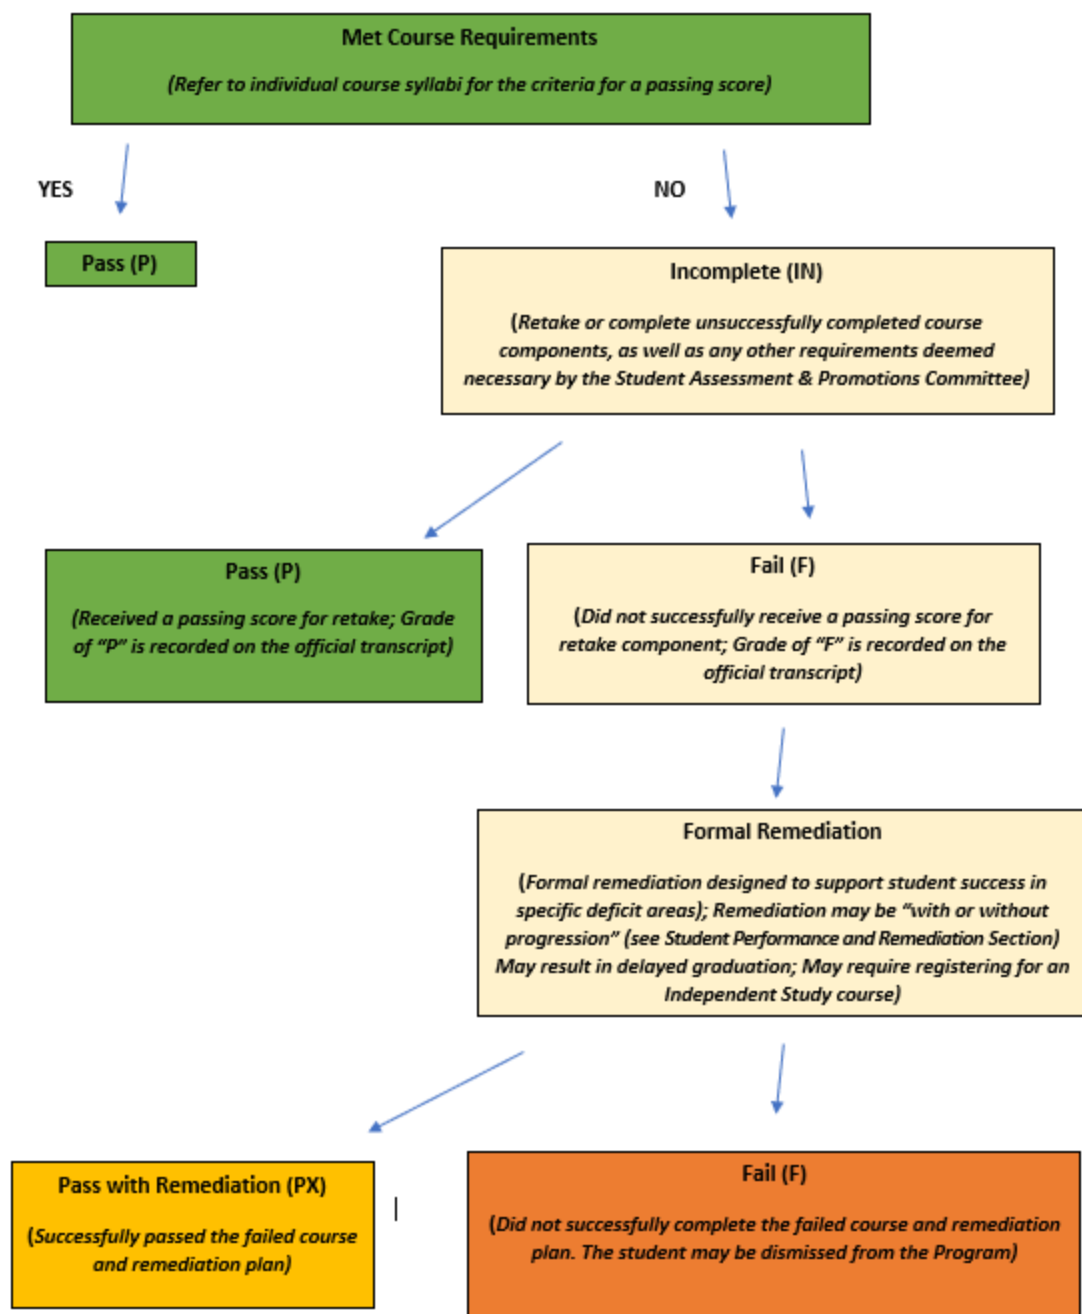 Met Course Requirements
(Refer to individual course syllabi for the criteria for a passing score)
YES
NO
Pass (P)
Incomplete (IN)
(Retake or complete unsuccessfully completed course
components, as well as any other requirements deemed
necessary by the Student Assessment & Promotions Committee)
Pass (P)
(Received a passing score for retake; Grade
of “P” is recorded on the official transcript)
Fail (F)
(Did not successfully receive a passing score for
retake component; Grade of “F” is recorded on the
official transcript)
Formal Remediation
(Formal remediation designed to support student success in
specific deficit areas); Remediation may be “with or without
progression” (see Student Performance and Remediation Section)
May result in delayed graduation; May require registering for an
Independent Study course)
Pass with Remediation (PX)
(Successfully passed the failed course
and remediation plan)
Fail (F)
(Did not successfully complete the failed course and remediation
plan. The student may be dismissed from the Program)